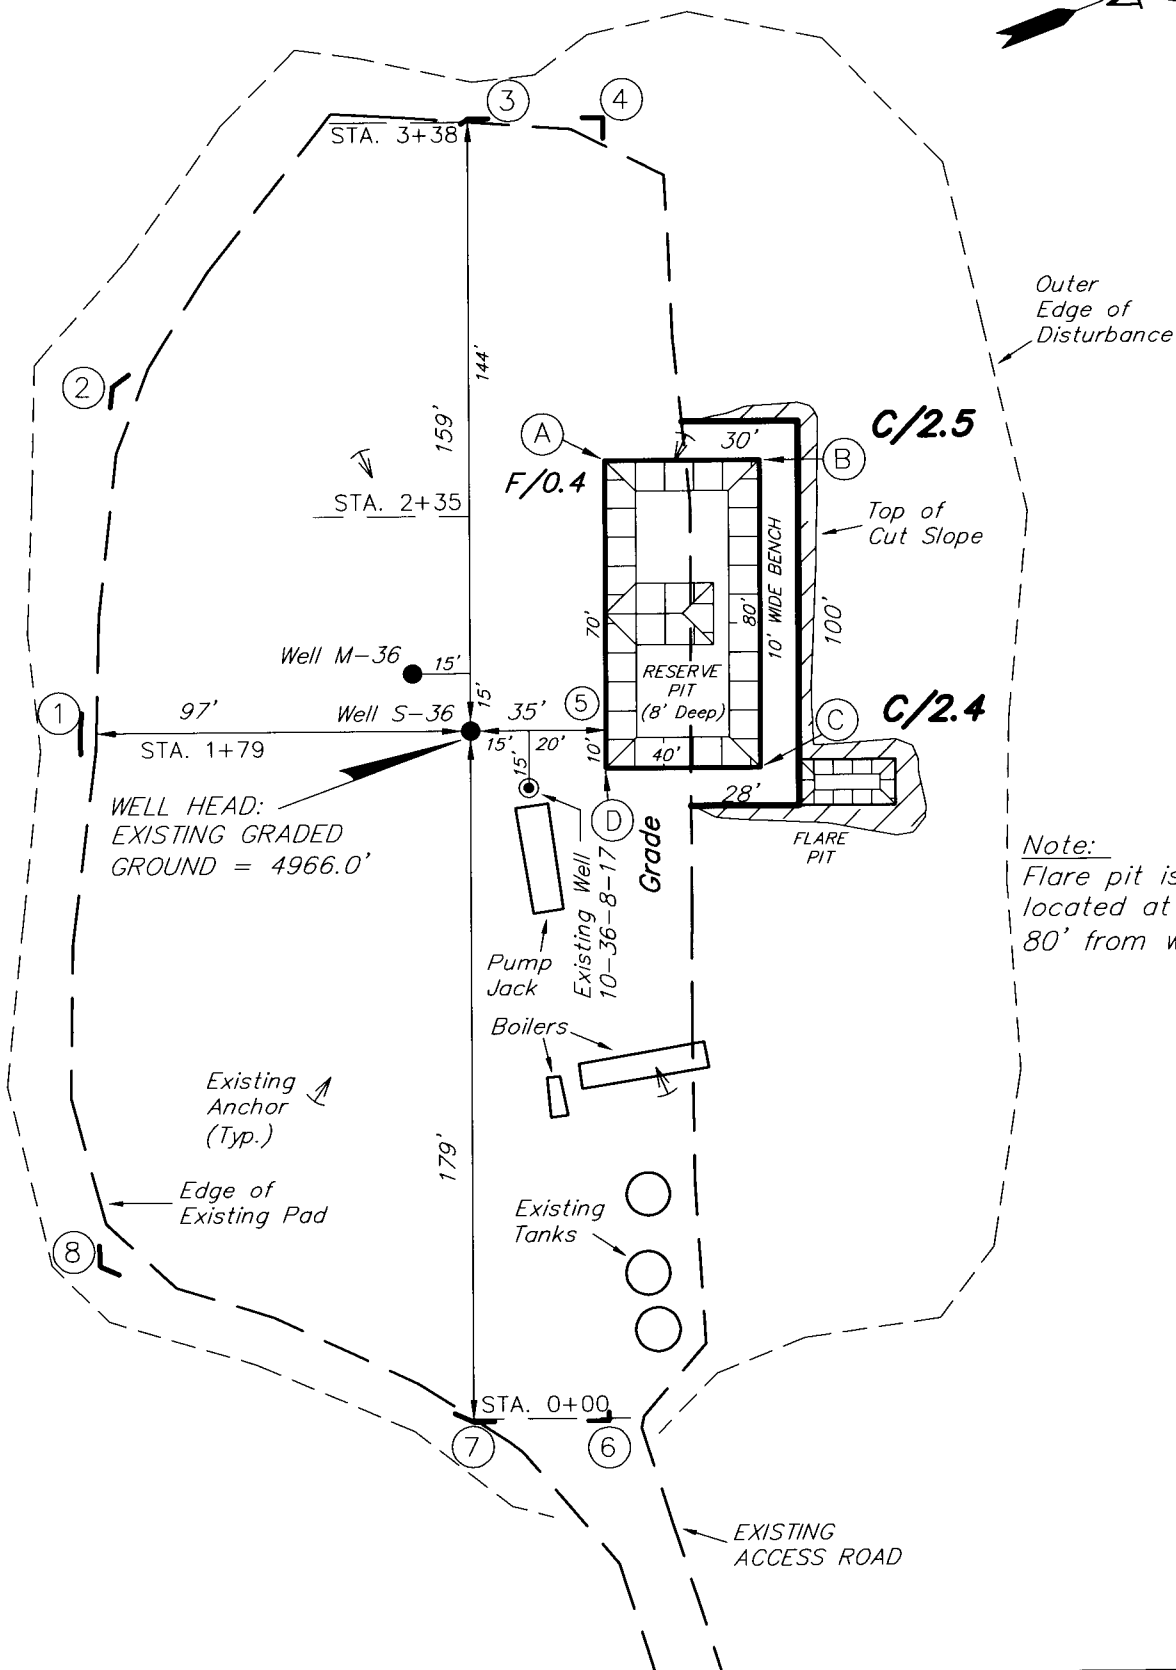 3
4
STA. 3+38
Outer
Edge of
Disturbance
2
144'
159'
A
30'
C/2.5
B
F/0.4
STA. 2+35
Top of
Cut Slope
10' WIDE BENCH
70'
80'
100'
Well M-36
15'
RESERVE
PIT
(8' Deep)
15'
1
97'
Well S-36
35'
5
C
C/2.4
STA. 1+79
15'
20'
10'
40'
15'
28'
WELL HEAD:
EXISTING GRADED
GROUND = 4966.0'
D
Grade
FLARE
PIT
Note:
Flare pit is
located at
80' from
Existing Well
10-36-8-17
Pump
Jack
Boilers
Existing
Anchor
(Typ.)
179'
Edge of
Existing Pad
Existing
Tanks
8
STA. 0+00
7
6
EXISTING
ACCESS ROAD